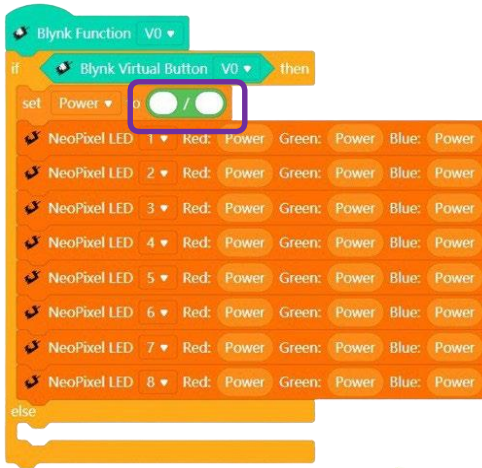 Blynk Function V0
if Blynk Virtual Button V0 then
set Power o /
NeoPixel LED 1 Red: Power Green: Power Blue: Power
NeoPixel LED 2 Red: Power Green: Power Blue: Power
NeoPixel LED 3 Red: Power Green: Power Blue: Power
NeoPixel LED 4 Red: Power Green: Power Blue: Power
NeoPixel LED 5 Red: Power Green: Power Blue: Power
NeoPixel LED 6 Red: Power Green: Power Blue: Power
NeoPixel LED 7 Red: Power Green: Power Blue: Power
NeoPixel LED 8 Red: Power Green: Power Blue: Power
else